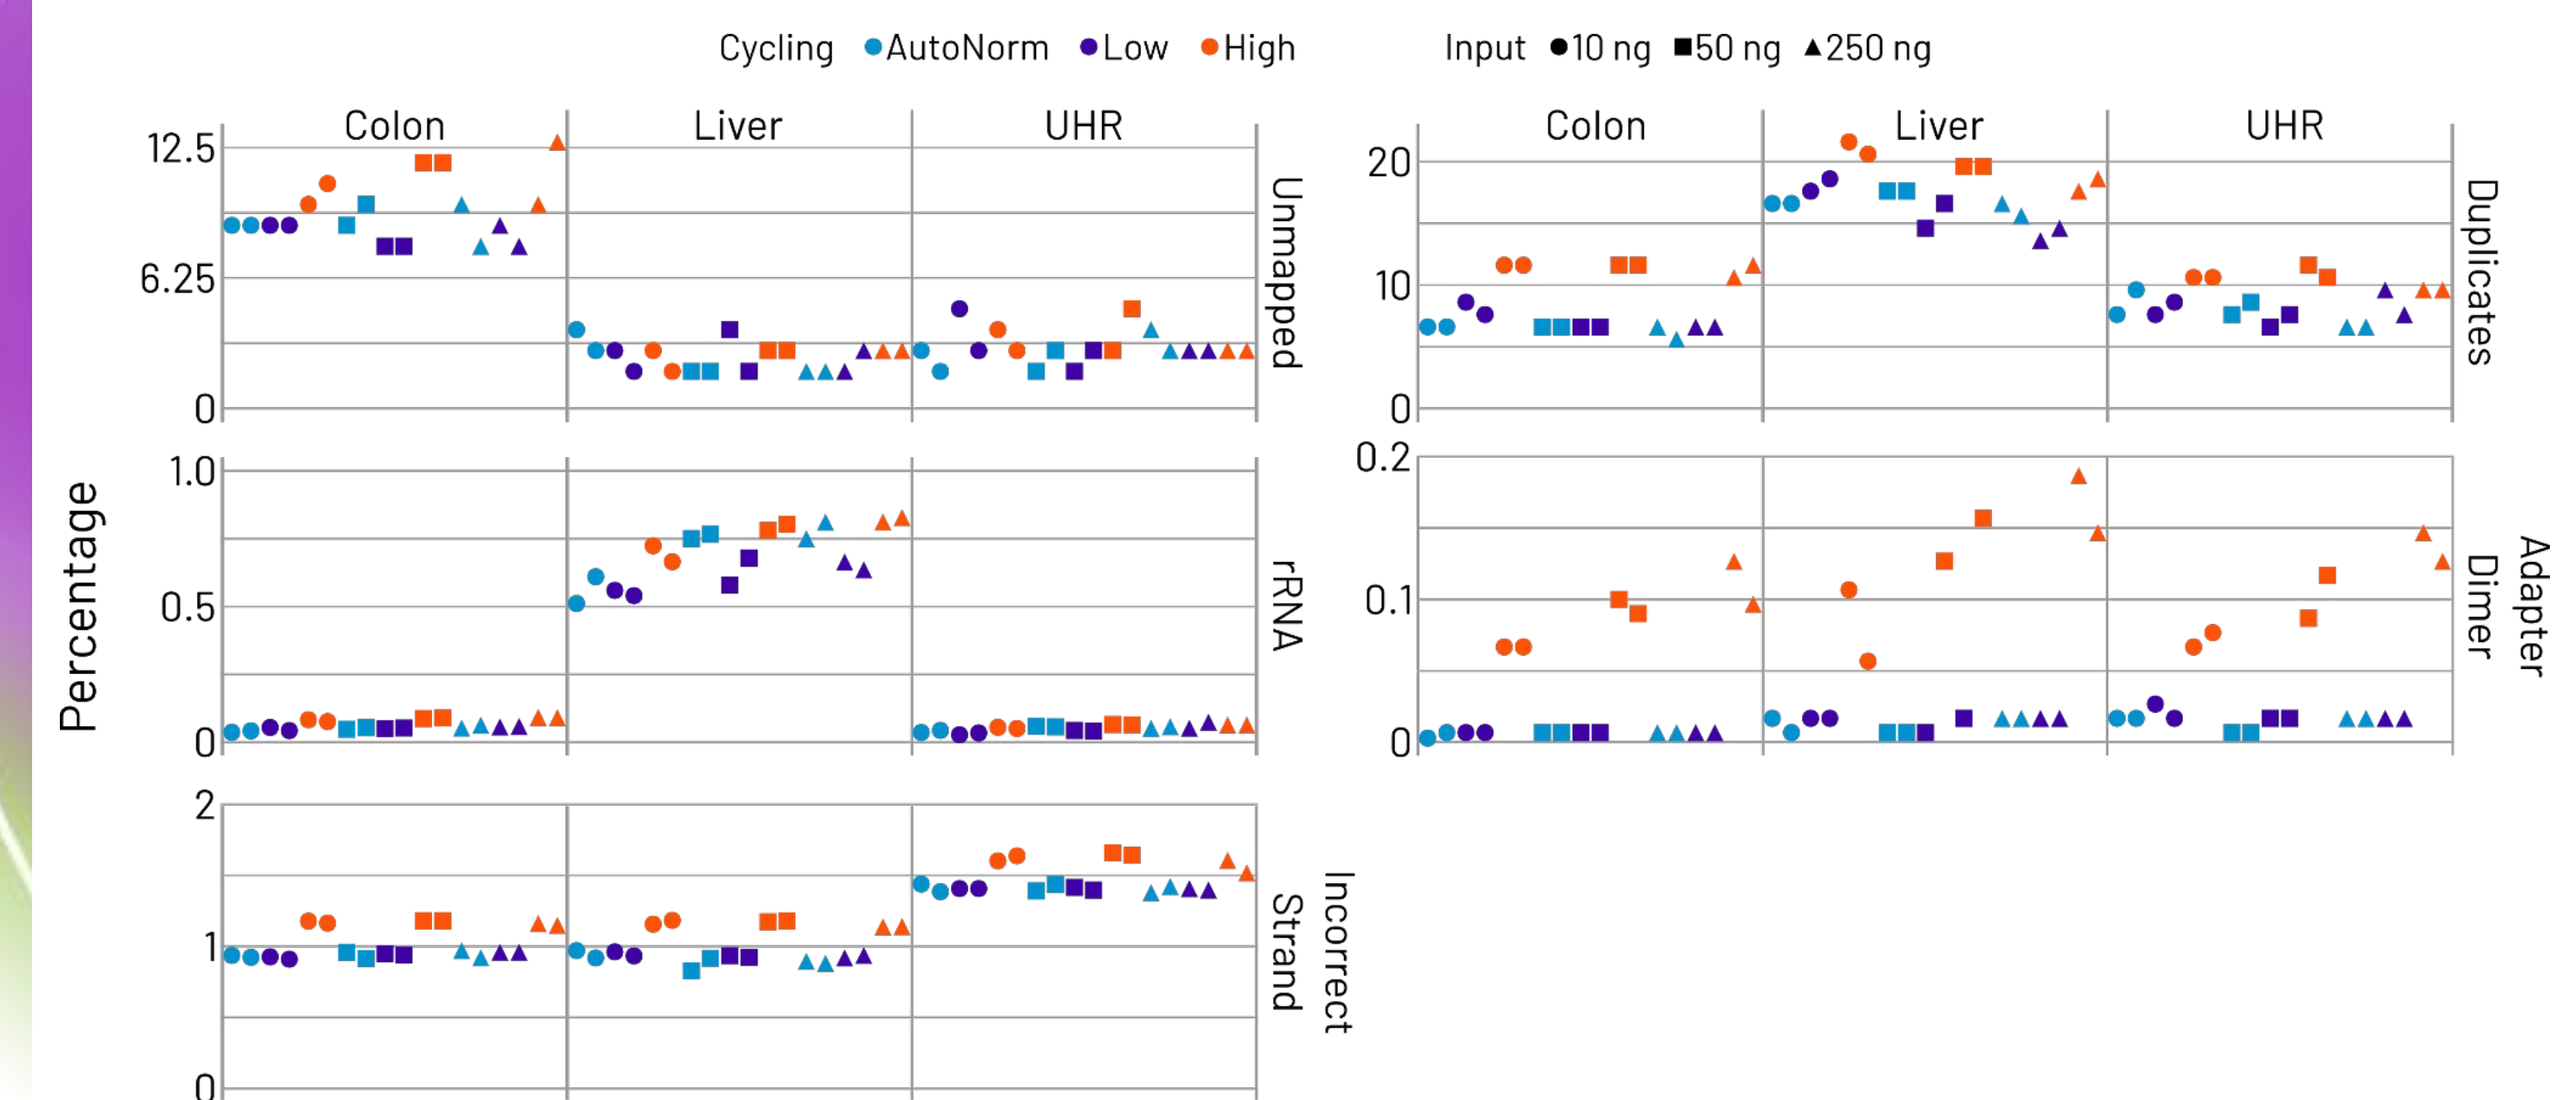 Cycling AutoNorm Low High Input 10 ng 50 ng 250 ng
Colon Liver UHR
12.5
6.25
0
Unmapped
Colon Liver UHR
20
10
0
Duplicates
Percentage
1.0
0.5
0
rRNA
0.2
0.1
0
Adapter
Dimer
2
1
0
Incorrect
Strand